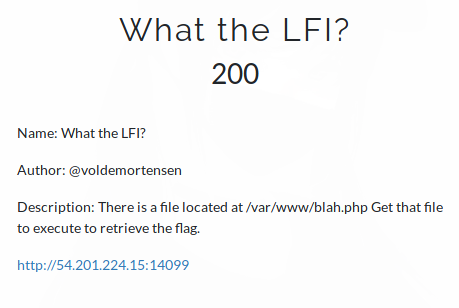 What the LFI?
200
Name: What the LFI?
Author: @voldemortensen
Description: There is a file located at /var/www/blah.php Get that file
to execute to retrieve the flag.
http://54.201.224.15:14099